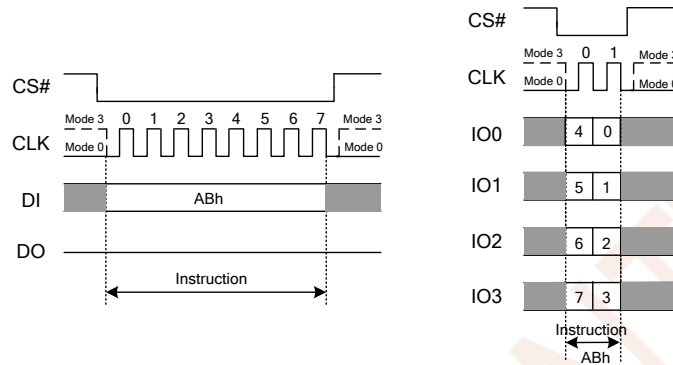 CS#
Mode 3 0 1 2 3 4 5 6 7 Mode 3
CLK
Mode 0 Mode 0
DI ABh
DO
Instruction
CS#
Mode 3 0 1 Mode
CLK
Mode 0 Mode
IO0 4 0
IO1 5 1
IO2 6 2
IO3 7 3
Instruction
ABh